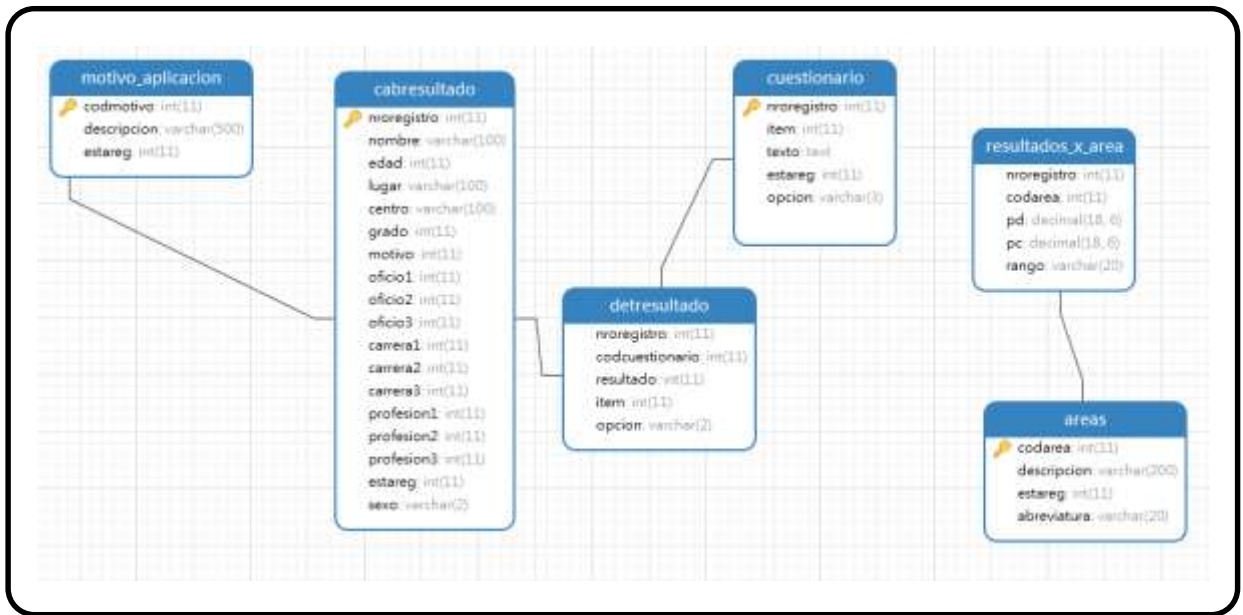 motivo_aplicacion
codmotivo: int(11)
descripcion: varchar(500)
estareg: int(11)
cabresultado
nroregistro: int(11)
nombre: varchar(100)
edad: int(11)
lugar: varchar(100)
centro: varchar(100)
grado: int(11)
motivo: int(11)
oficio1: int(11)
oficio2: int(11)
oficio3: int(11)
carrera1: int(11)
carrera2: int(11)
carrera3: int(11)
profesion1: int(11)
profesion2: int(11)
profesion3: int(11)
estareg: int(11)
sexo: varchar(2)
cuestionario
nroregistro: int(11)
item: int(11)
texto: text
estareg: int(11)
opcion: varchar(3)
detresultado
nroregistro: int(11)
codcuestionario: int(11)
resultado: int(11)
item: int(11)
opcion: varchar(2)
resultados_x_area
nroregistro: int(11)
codarea: int(11)
pd: decimal(18, 6)
pc: decimal(18, 6)
rango: varchar(20)
areas
codarea: int(11)
descripcion: varchar(200)
estareg: int(11)
abreviatura: varchar(20)